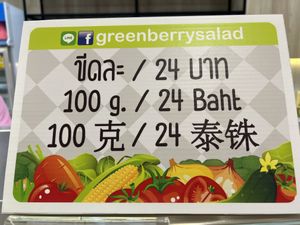 greenberrysalad
ขีดละ / 24 บาท
100 g. / 24 Baht
100 克 / 24 泰铢